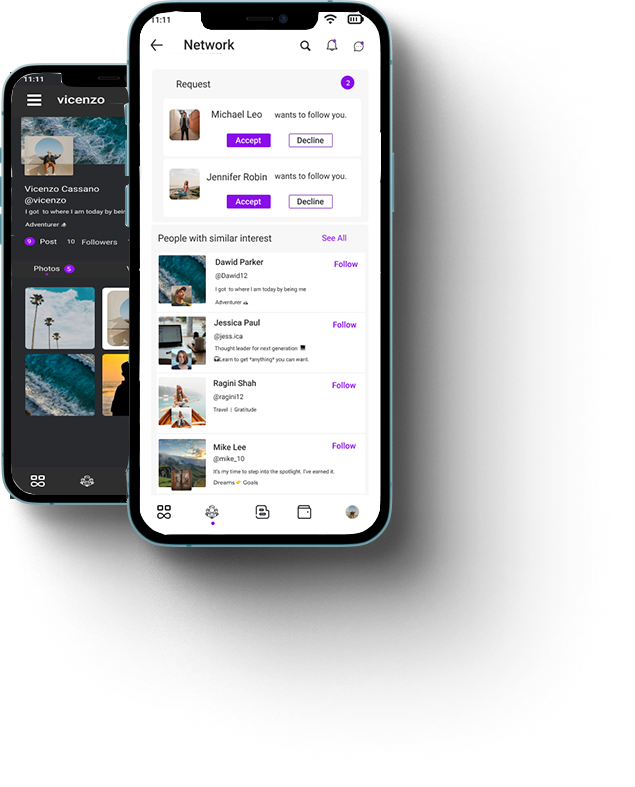 11:11
vicenzo
Vicenzo Cassano
@vicenzo
I got to where I am today by bein
Adventurer
9 Post 10 Followers
Photos 5 V
11:11
Network
Request 2
Michael Leo wants to follow you.
Accept Decline
Jennifer Robin wants to follow you.
Accept Decline
People with similar interest See All
Dawid Parker Follow
@Dawid12
I got to where I am today by being me
Adventurer
Jessica Paul Follow
@jess.ica
Thought leader for next generation
Learn to get *anything* you want.
Ragini Shah Follow
@ragini12
Travel | Gratitude
Mike Lee Follow
@mike_10
It's my time to step into the spotlight. I've earned it.
Dreams Goals